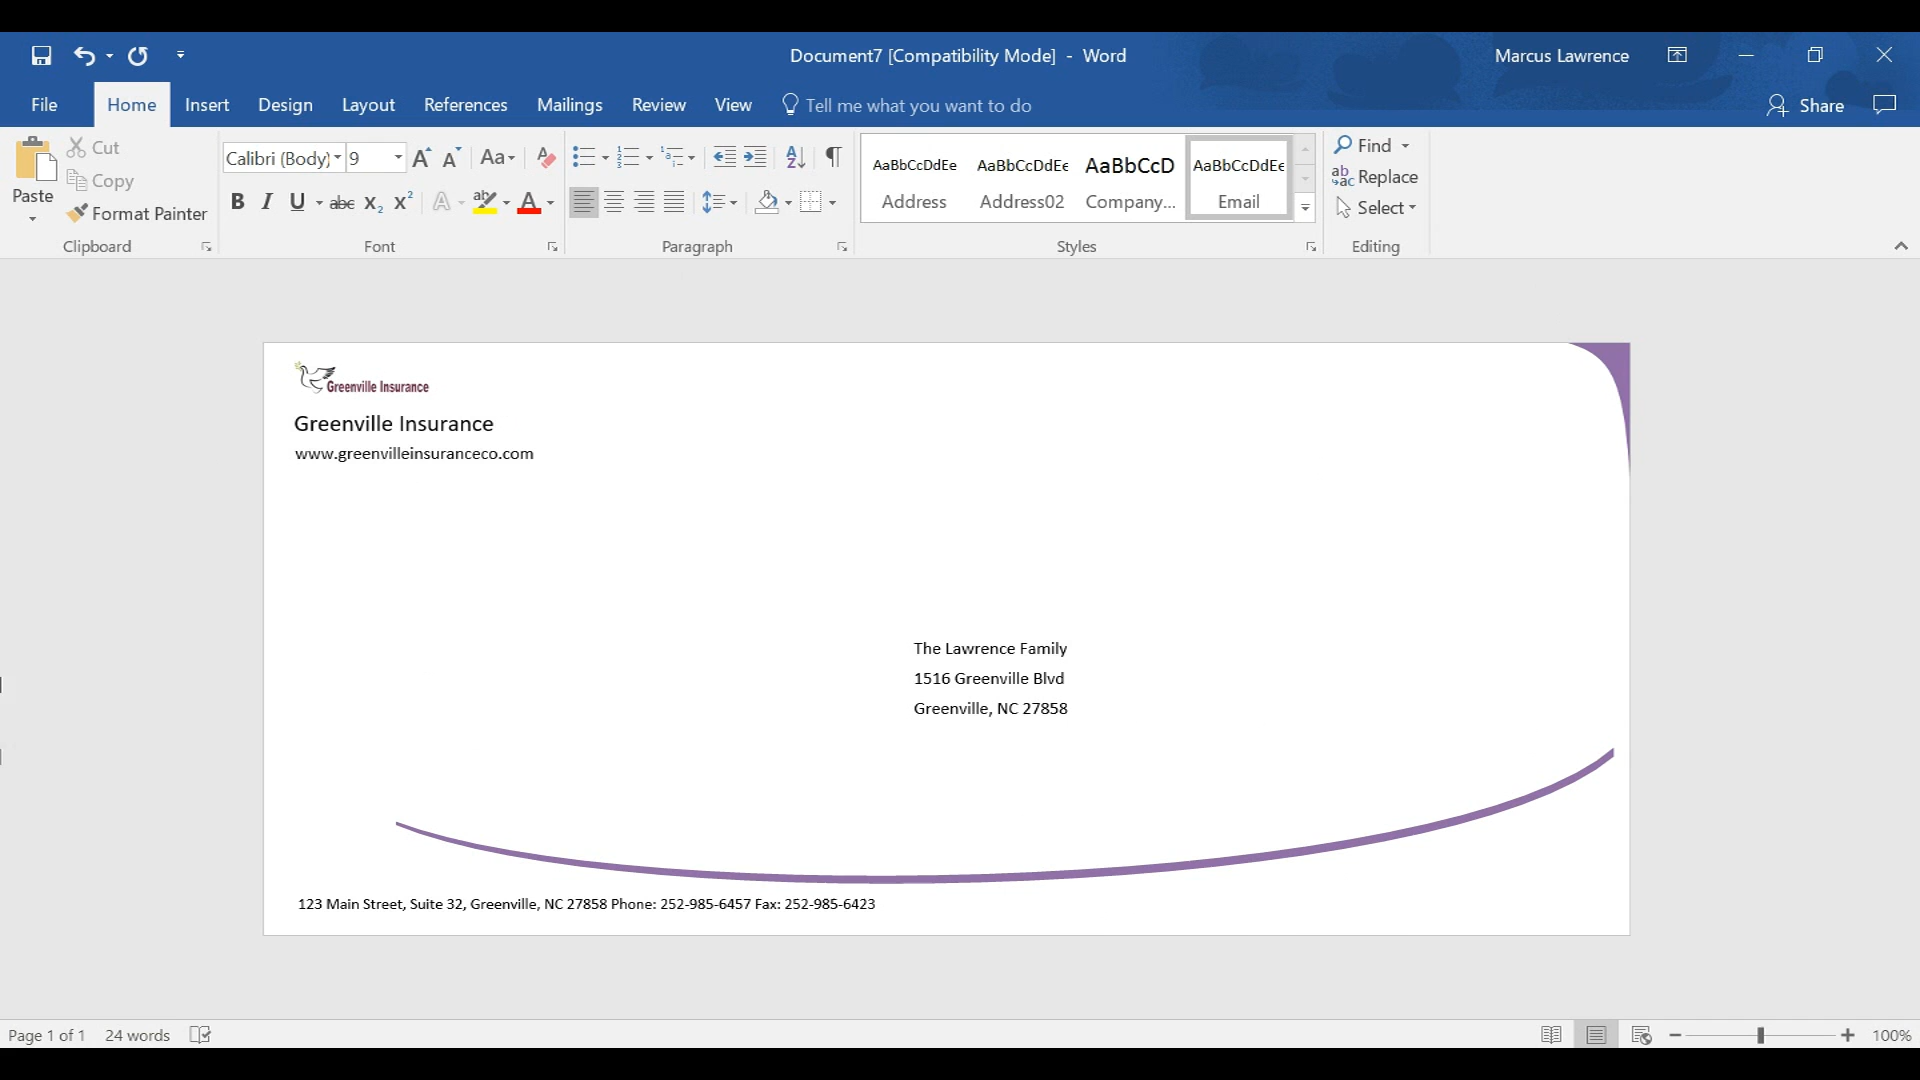 Document7 [Compatibility Mode] - Word
Marcus Lawrence
File Home Insert Design Layout References Mailings Review View Tell me what you want to do Share
Paste
Cut
Copy
Format Painter
Calibri (Body) 9
Aa
B I U abc X₂ X² A ab A
AaBbCcDdEe AaBbCcDdEe AaBbCcD AaBbCcDdEe
Address Address02 Company... Email
Find
Replace
Select
Clipboard Font Paragraph Styles Editing
Greenville Insurance
Greenville Insurance
www.greenvilleinsuranceco.com
The Lawrence Family
1516 Greenville Blvd
Greenville, NC 27858
123 Main Street, Suite 32, Greenville, NC 27858 Phone: 252-985-6457 Fax: 252-985-6423
Page 1 of 1 24 words 100%